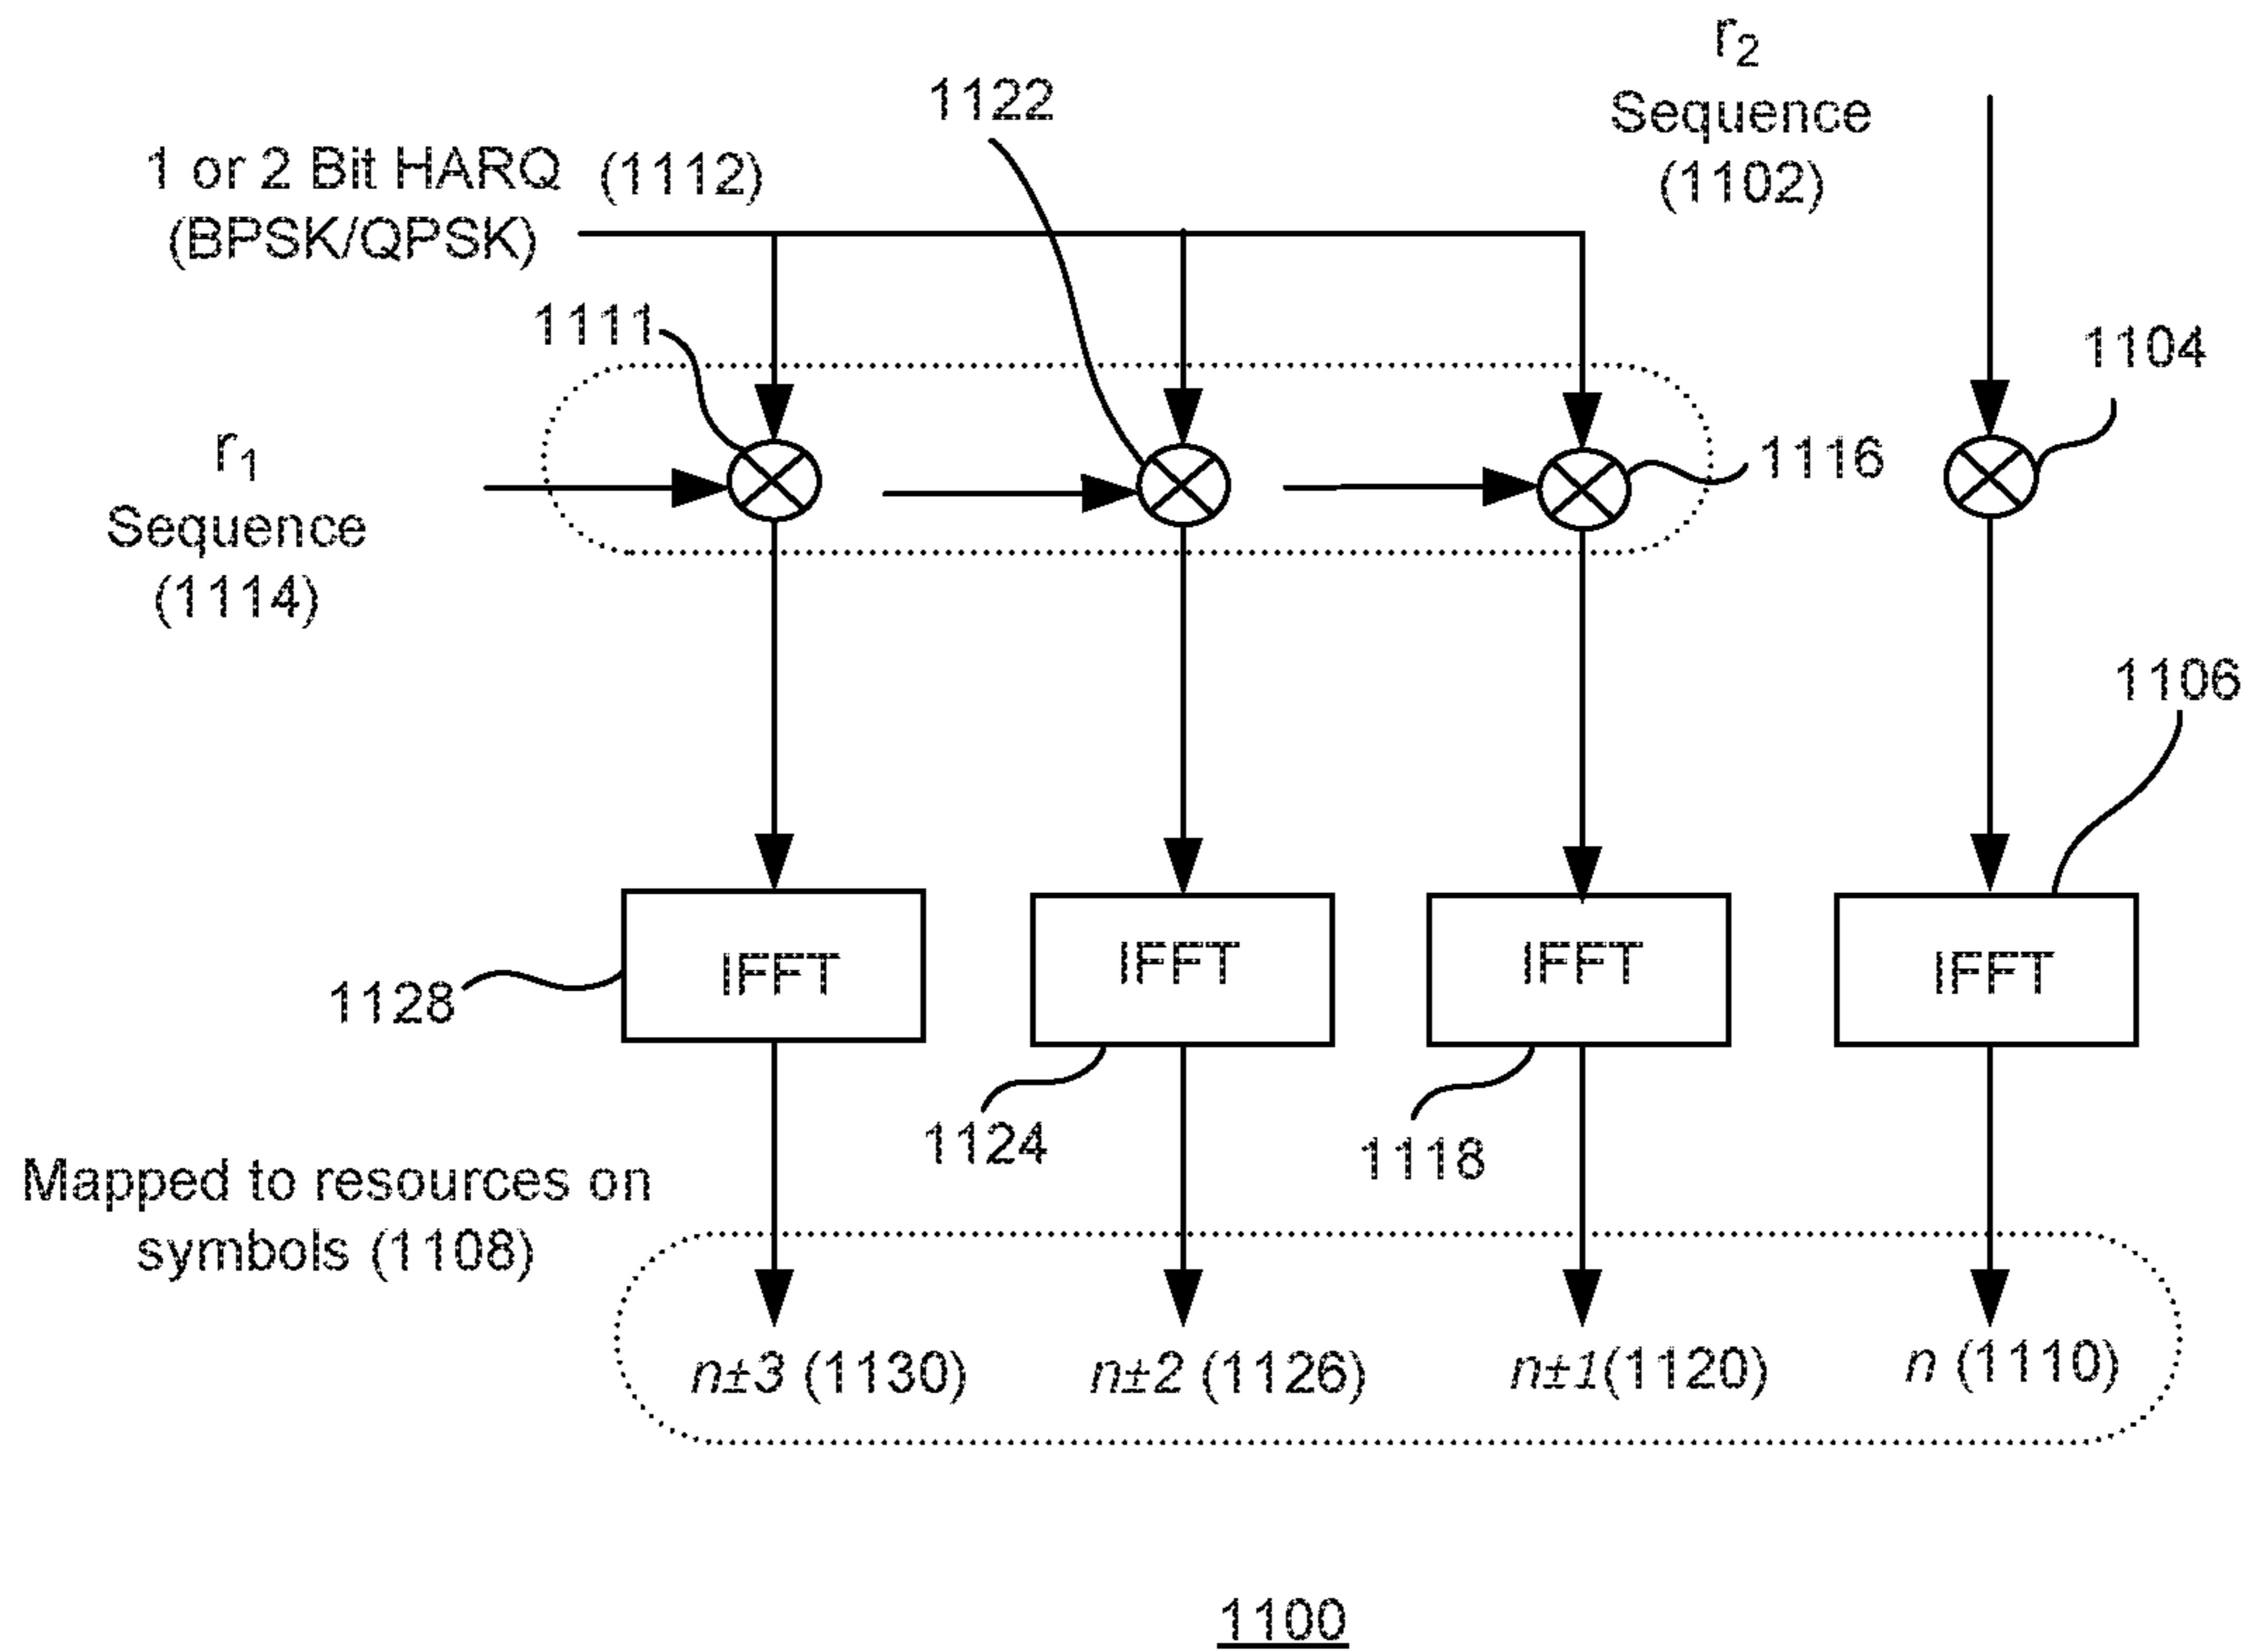 r2
Sequence
(1102)
1122
1 or 2 Bit HARQ (1112)
(BPSK/QPSK)
1111
1104
r1
Sequence
(1114)
1116
1106
IFFT
IFFT
IFFT
IFFT
1128
1124
1118
Mapped to resources on
symbols (1108)
n±3 (1130)
n±2 (1126)
n±1(1120)
n (1110)
1100